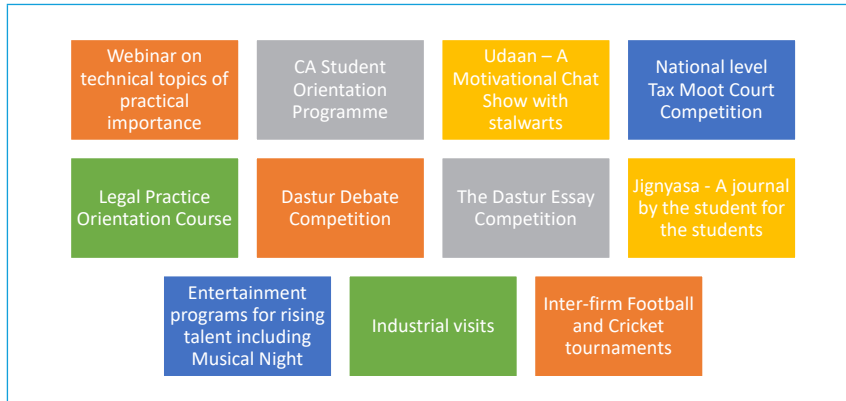 Webinar on
technical topics of
practical
importance
CA Student
Orientation
Programme
Udaan – A
Motivational Chat
Show with
stalwarts
National level
Tax Moot Court
Competition
Legal Practice
Orientation Course
Dastur Debate
Competition
The Dastur Essay
Competition
Jignyasa - A journal
by the student for
the students
Entertainment
programs for rising
talent including
Musical Night
Industrial visits
Inter-firm Football
and Cricket
tournaments